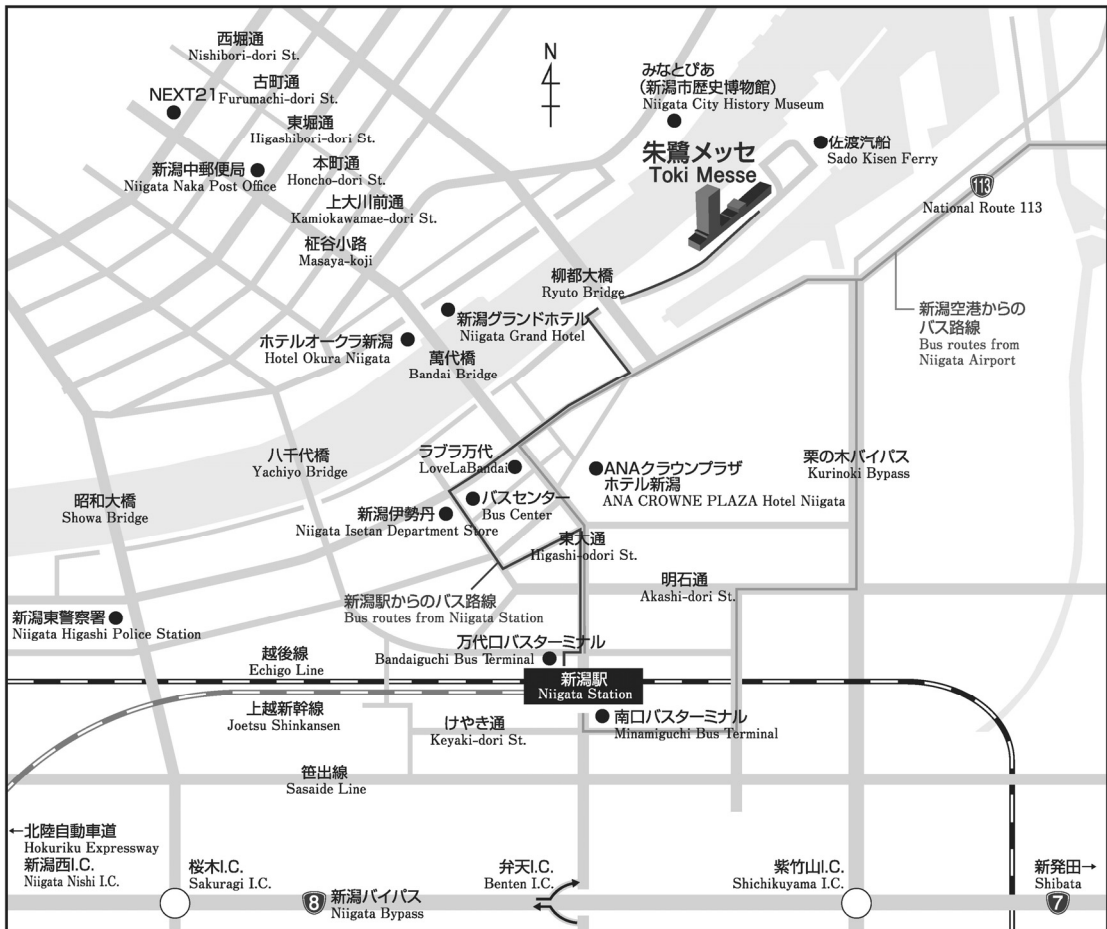 西堀通
Nishibori-dori St.
NEXT21
古町通
Furumachi-dori St.
東堀通
Higashibori-dori St.
新潟中郵便局
Niigata Naka Post Office
本町通
Honcho-dori St.
上大川前通
Kamiokawamae-dori St.
柾谷小路
Masaya-koji
N
みなとぴあ
(新潟市歴史博物館)
Niigata City History Museum
朱鷺メッセ
Toki Messe
佐渡汽船
Sado Kisen Ferry
113
National Route 113
柳都大橋
Ryuto Bridge
新潟グランドホテル
Niigata Grand Hotel
ホテルオークラ新潟
Hotel Okura Niigata
萬代橋
Bandai Bridge
新潟空港からの
バス路線
Bus routes from
Niigata Airport
八千代橋
Yachiyo Bridge
ラブラ万代
LoveLaBandai
ANAクラウンプラザ
ホテル新潟
ANA CROWNE PLAZA Hotel Niigata
栗の木バイパス
Kurinoki Bypass
昭和大橋
Showa Bridge
バスセンター
Bus Center
新潟伊勢丹
Niigata Isetan Department Store
東大通
Higashi-odori St.
明石通
Akashi-dori St.
新潟駅からのバス路線
Bus routes from Niigata Station
新潟東警察署
Niigata Higashi Police Station
万代口バスターミナル
Bandaiguchi Bus Terminal
越後線
Echigo Line
新潟駅
Niigata Station
上越新幹線
Joetsu Shinkansen
けやき通
Keyaki-dori St.
南口バスターミナル
Minamiguchi Bus Terminal
笹出線
Sasaide Line
←北陸自動車道
Hokuriku Expressway
新潟西I.C.
Niigata Nishi I.C.
桜木I.C.
Sakuragi I.C.
8
新潟バイパス
Niigata Bypass
弁天I.C.
Benten I.C.
紫竹山I.C.
Shichikuyama I.C.
新発田→
Shibata
7